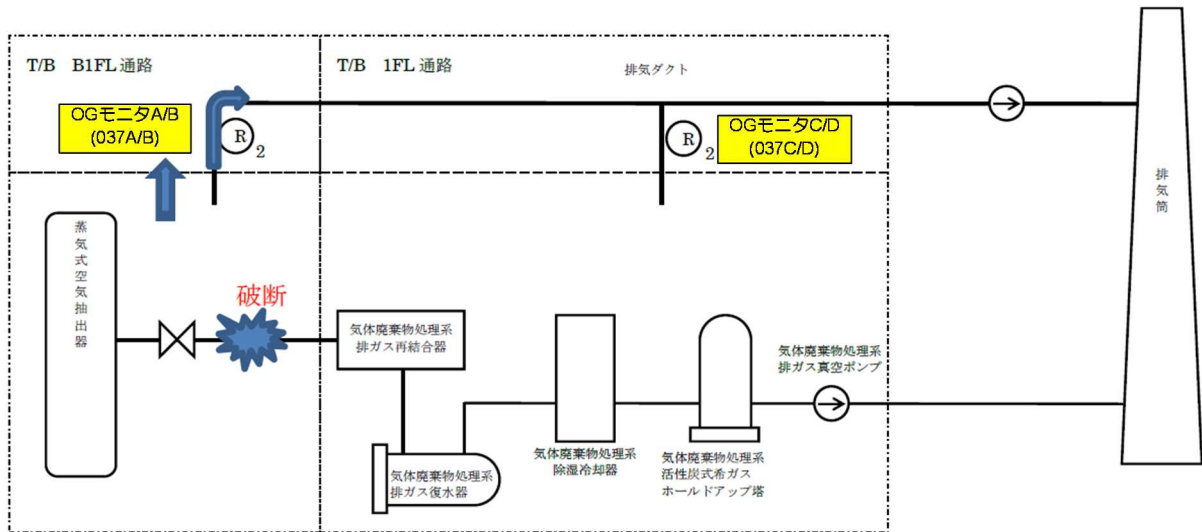 T/B B1FL 通路
T/B 1FL 通路
排気ダクト
OGモニタA/B
(037A/B)
R
2
R
2
OGモニタC/D
(037C/D)
排気筒
蒸気式空気抽出器
破断
気体廃棄物処理系
排ガス再結合器
気体廃棄物処理系
排ガス真空ポンプ
気体廃棄物処理系
排ガス復水器
気体廃棄物処理系
除湿冷却器
気体廃棄物処理系
活性炭式希ガス
ホールドアップ塔